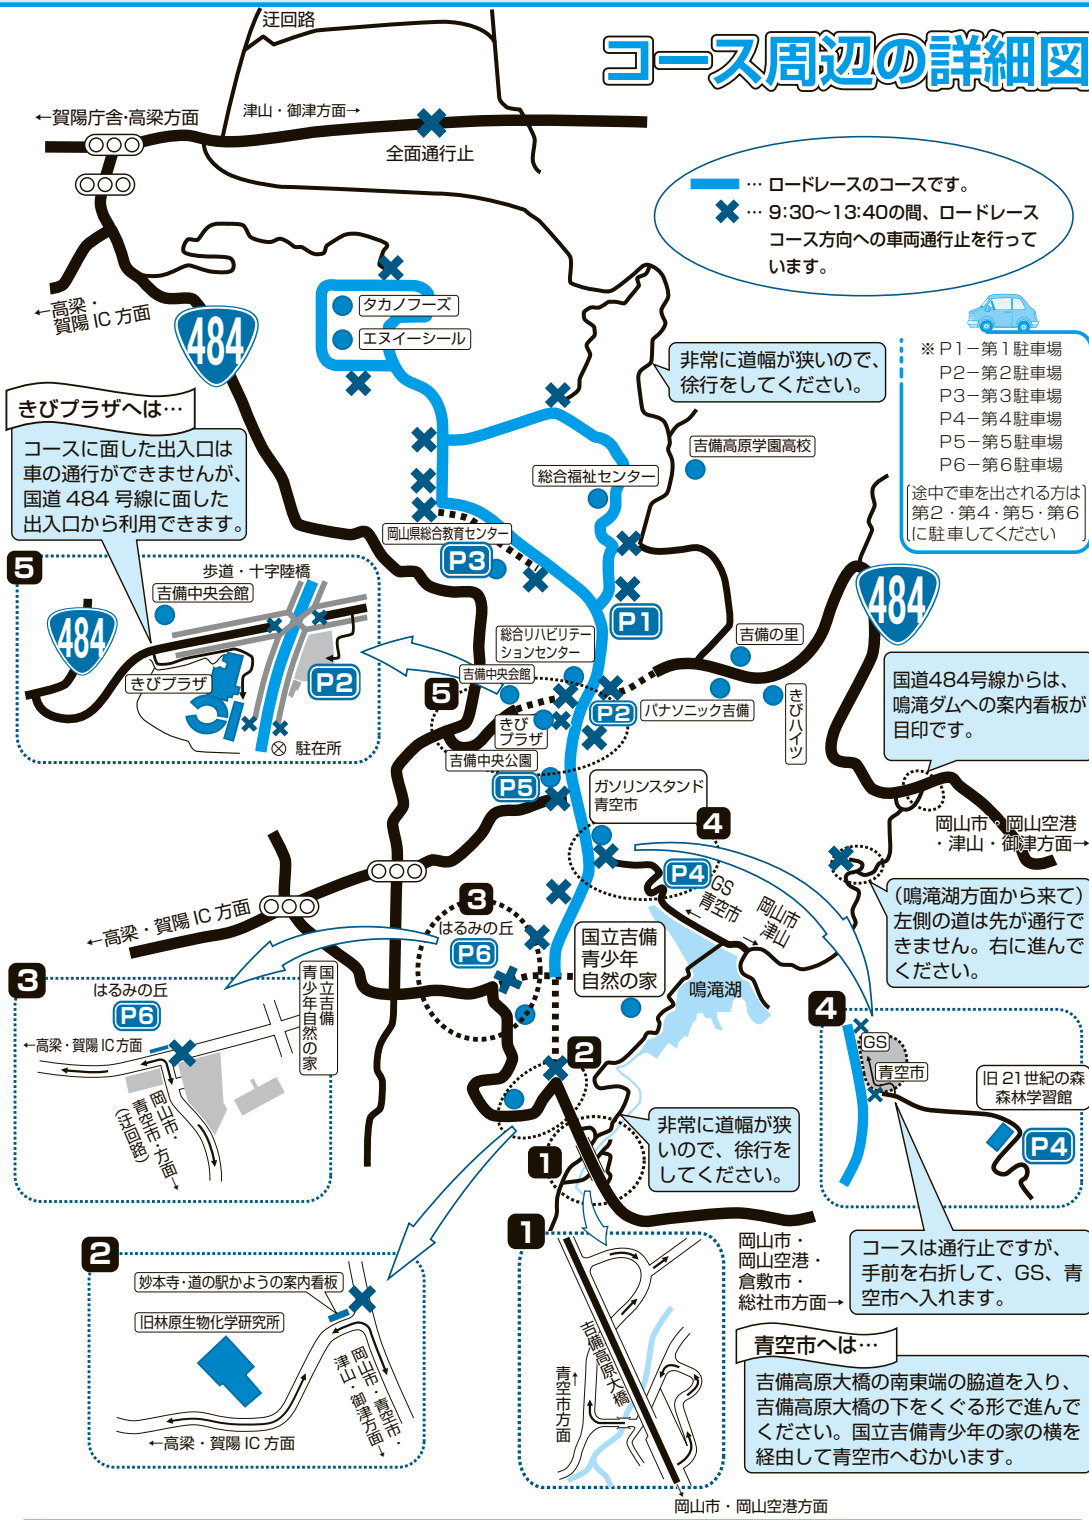 迂回路
コース周辺の詳細図
←賀陽庁舎・高梁方面
津山・御津方面→
全面通行止
… ロードレースのコースです。
… 9:30〜13:40の間、ロードレース
コース方向への車両通行止を行って
います。
←高梁・
賀陽 IC 方面
484
タカノフーズ
エヌイーシール
非常に道幅が狭いので、
徐行をしてください。
※ P1−第1駐車場
P2−第2駐車場
P3−第3駐車場
P4−第4駐車場
P5−第5駐車場
P6−第6駐車場
途中で車を出される方は
第2・第4・第5・第6
に駐車してください
きびプラザへは…
コースに面した出入口は
車の通行ができませんが、
国道 484 号線に面した
出入口から利用できます。
吉備高原学園高校
総合福祉センター
岡山県総合教育センター
P3
P1
484
5
歩道・十字陸橋
吉備中央会館
484
きびプラザ
P2
駐在所
総合リハビリテー
ションセンター
吉備中央会館
5
きび
プラザ
P2
パナソニック吉備
吉備の里
きびハイツ
吉備中央公園
P5
国道484号線からは、
鳴滝ダムへの案内看板が
目印です。
岡山市・岡山空港
・津山・御津方面→
ガソリンスタンド
青空市
4
P4
GS
青空市
岡山市
津山
(鳴滝湖方面から来て)
左側の道は先が通行で
きません。右に進んで
ください。
←高梁・賀陽 IC 方面
3
はるみの丘
P6
国立吉備
青少年
自然の家
鳴滝湖
3
はるみの丘
P6
国立吉備
青少年自然の家
←高梁・賀陽 IC 方面
岡山市・
青空市・方面→
(迂回路)
2
1
非常に道幅が狭
いので、徐行を
してください。
4
GS
青空市
旧 21世紀の森
森林学習館
P4
コースは通行止ですが、
手前を右折して、GS、青
空市へ入れます。
岡山市・
岡山空港・
倉敷市・
総社市方面→
2
妙本寺・道の駅かようの案内看板
旧林原生物化学研究所
岡山市・青空市・
津山・御津方面→
←高梁・賀陽 IC 方面
1
吉備高原大橋
青空市方面→
岡山市・岡山空港方面
青空市へは…
吉備高原大橋の南東端の脇道を入り、
吉備高原大橋の下をくぐる形で進んで
ください。国立吉備青少年の家の横を
経由して青空市へむかいます。